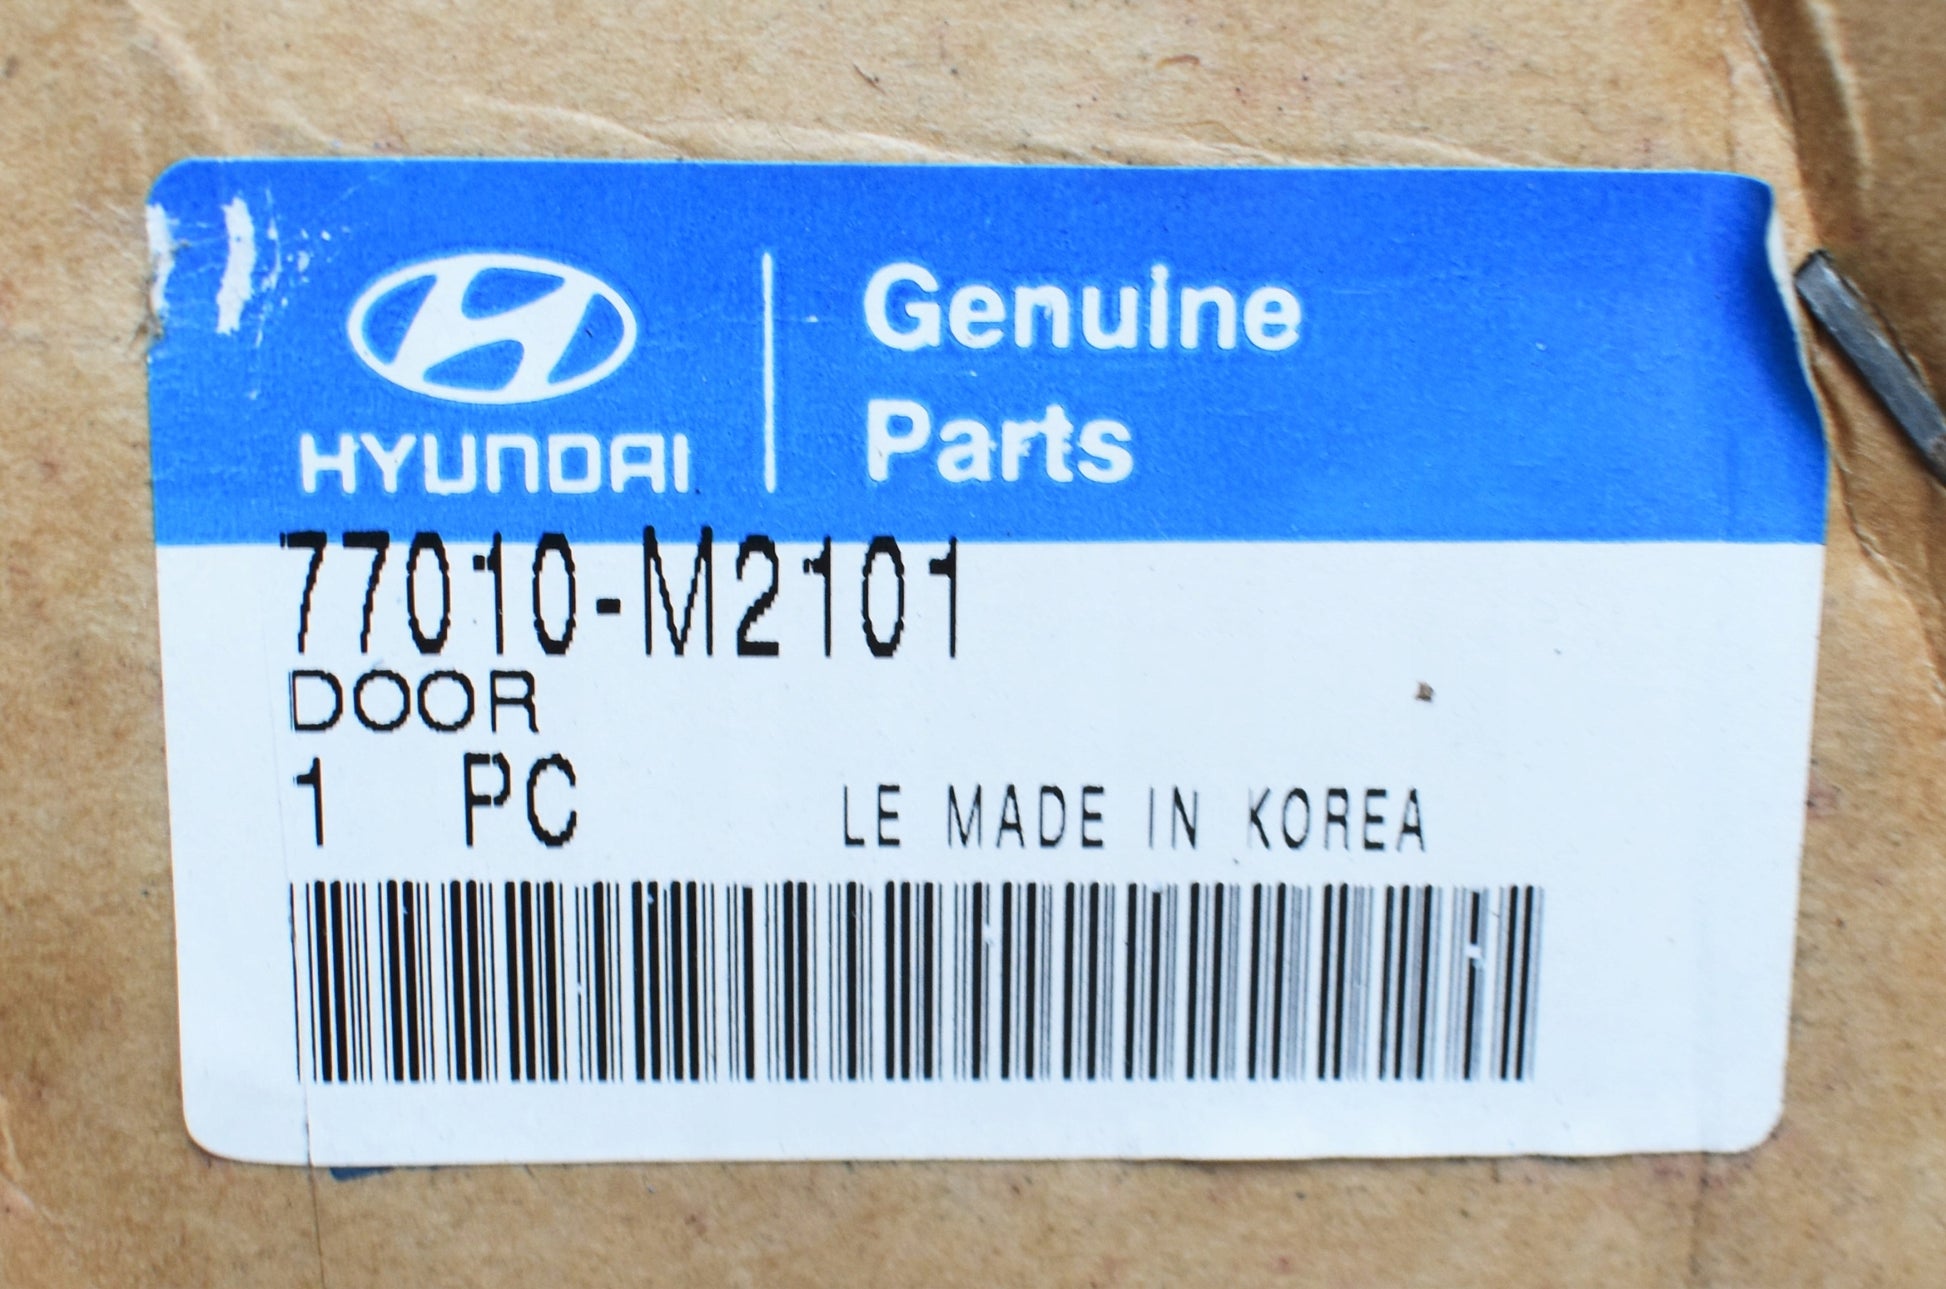 HYUNDAI
Genuine
Parts
77010-M2101
DOOR
1 PC
LE MADE IN KOREA